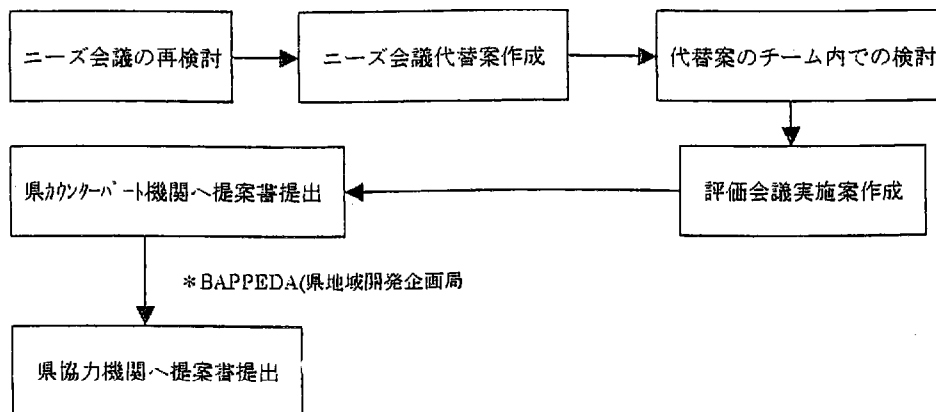 ニーズ会議の再検討
ニーズ会議代替案作成
代替案のチーム内での検討
評価会議実施案作成
県ｶｳﾝﾀｰﾊﾟｰﾄ機関へ提案書提出
＊BAPPEDA(県地域開発企画局
県協力機関へ提案書提出